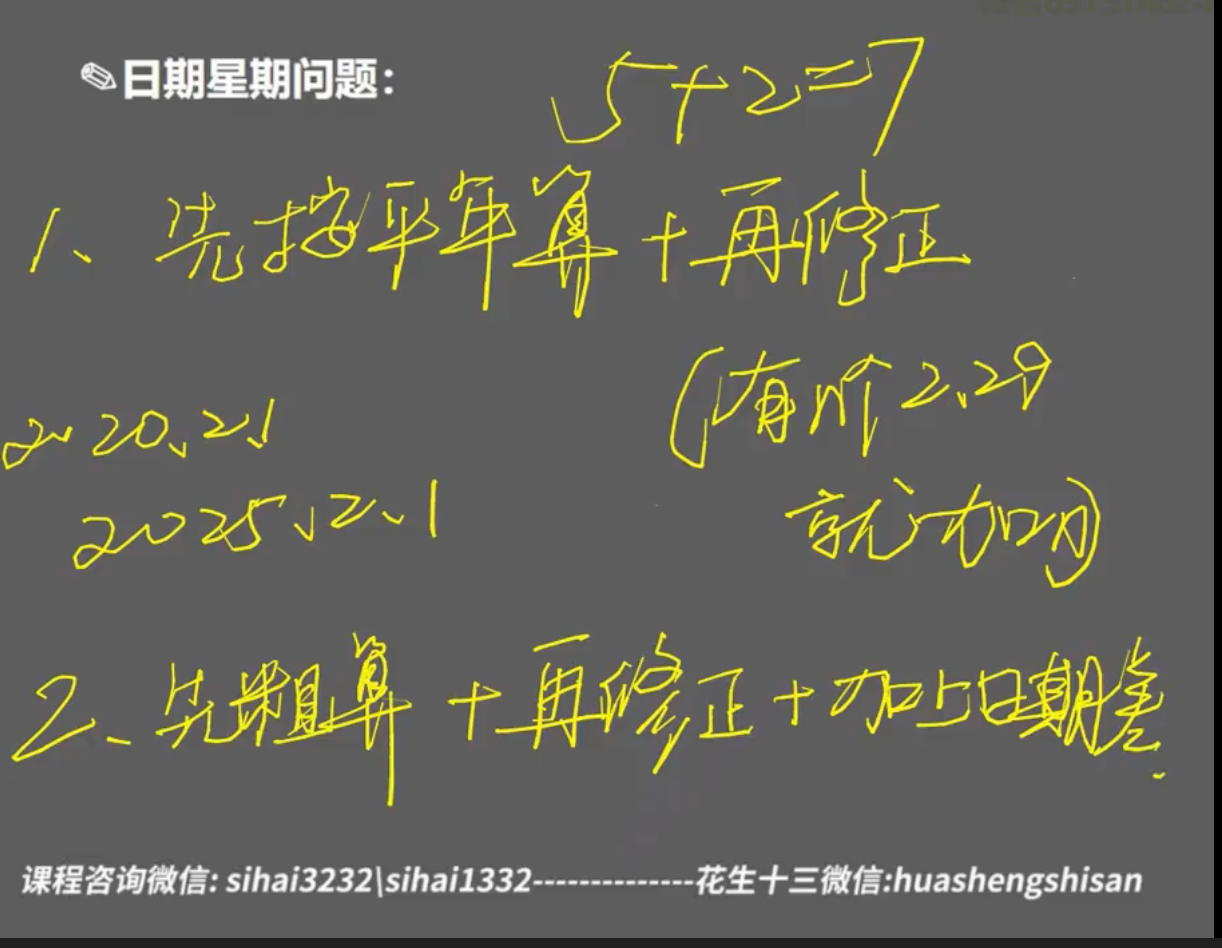 日期星期问题：
5+2=7
1、先按平年算+再修正
(有个2.29
就加1)
2020.2.1
2025.2.1
2、先粗算+再修正+加上日期差.
课程咨询微信: sihai3232\sihai1332--------------花生十三微信:huashengshisan